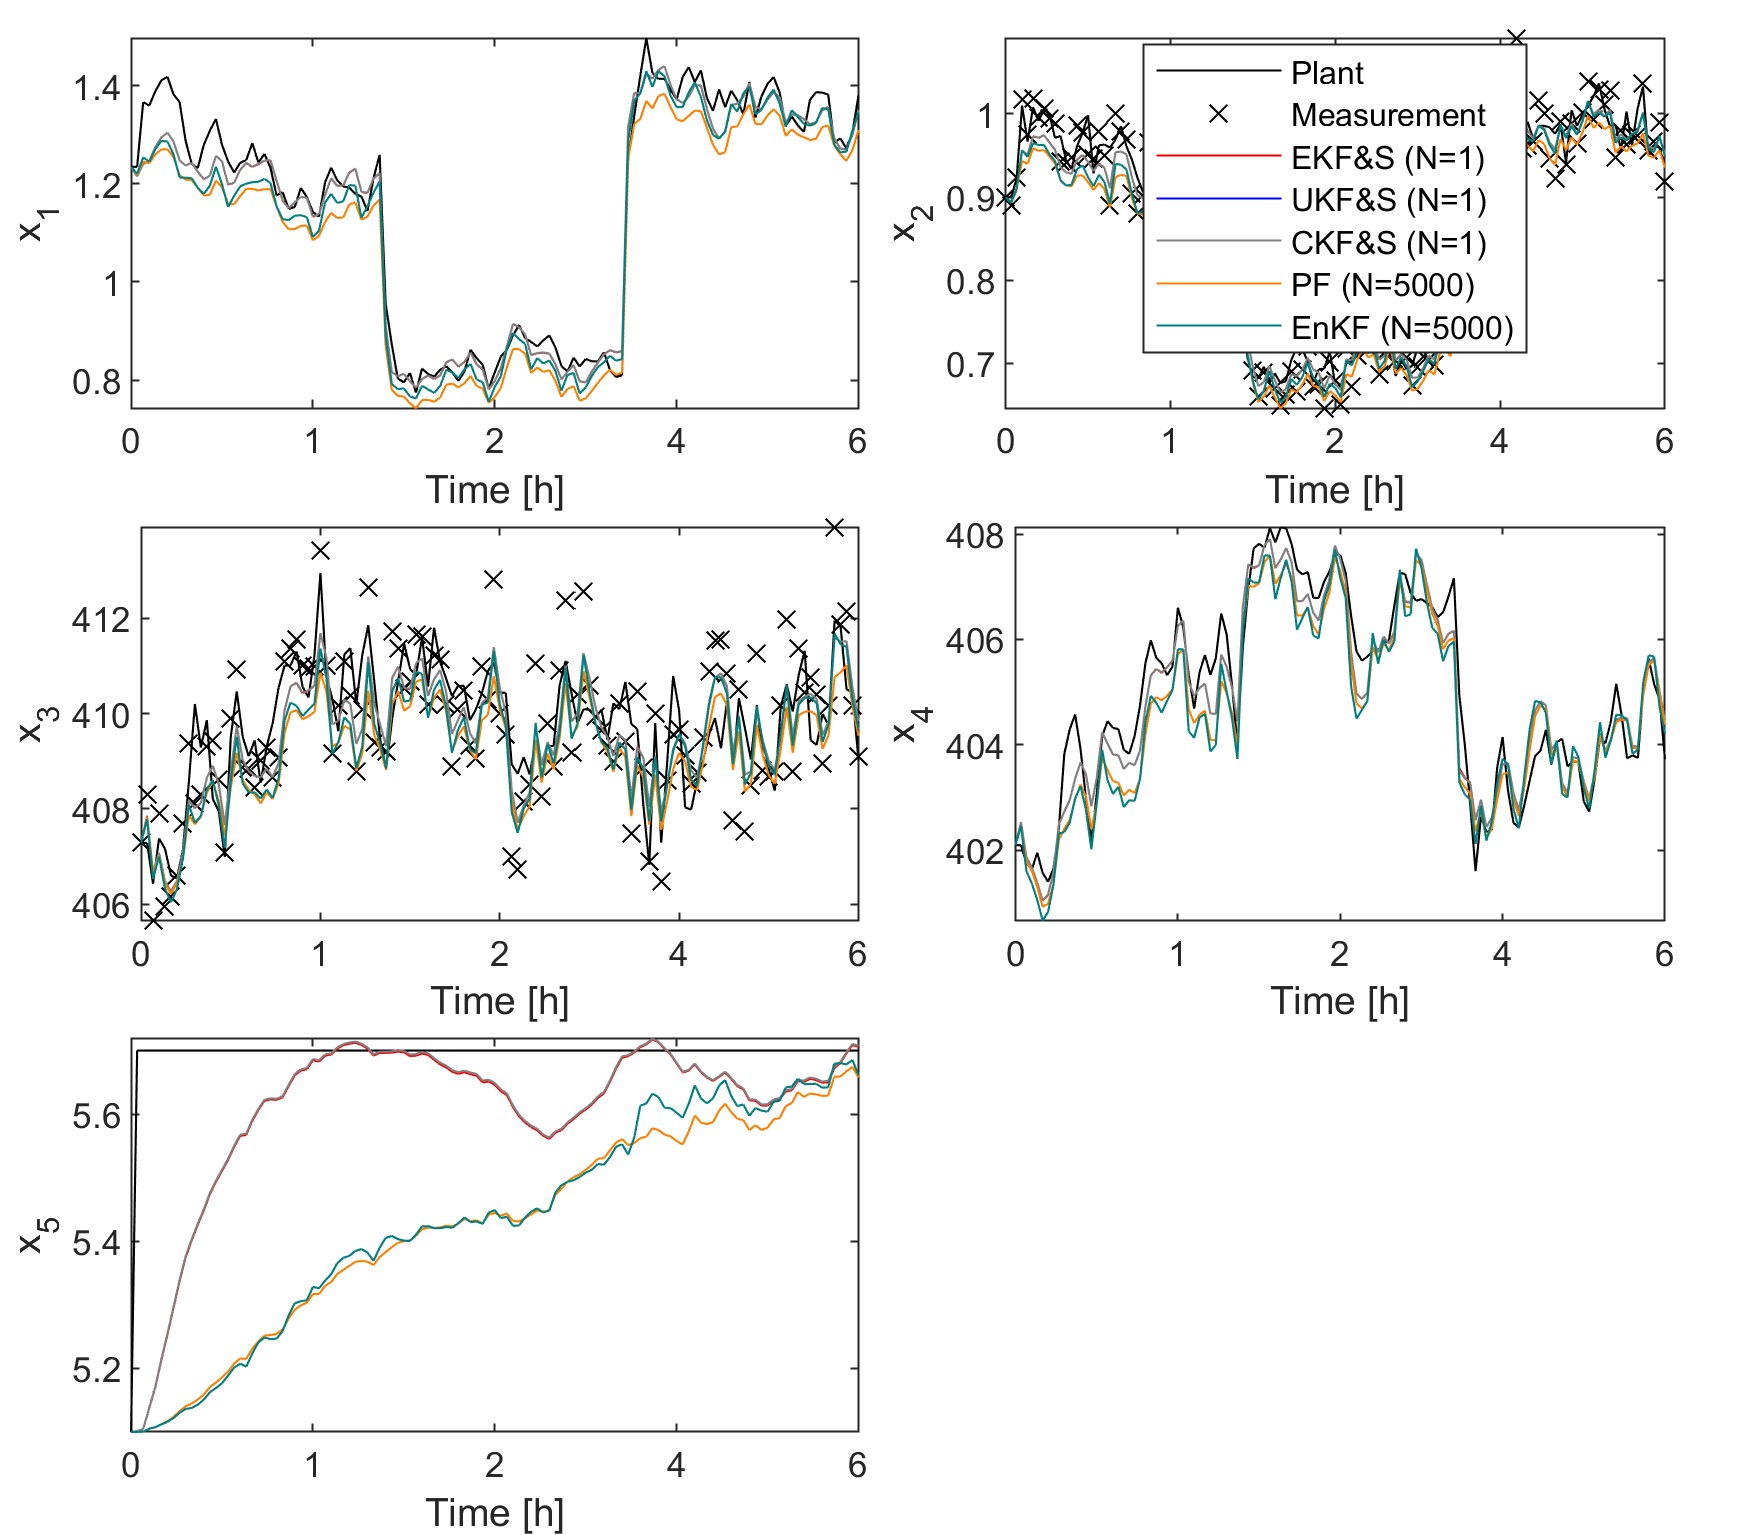 1.4
1.2
1
0.8
x1
0 1 2 4 6
Time [h]
1
0.9
0.8
0.7
x2
0 1 2 4 6
Time [h]
Plant
Measurement
EKF&S (N=1)
UKF&S (N=1)
CKF&S (N=1)
PF (N=5000)
EnKF (N=5000)
412
410
408
406
x3
0 1 2 4 6
Time [h]
408
406
404
402
x4
0 1 2 4 6
Time [h]
5.6
5.4
5.2
x5
0 1 2 4 6
Time [h]